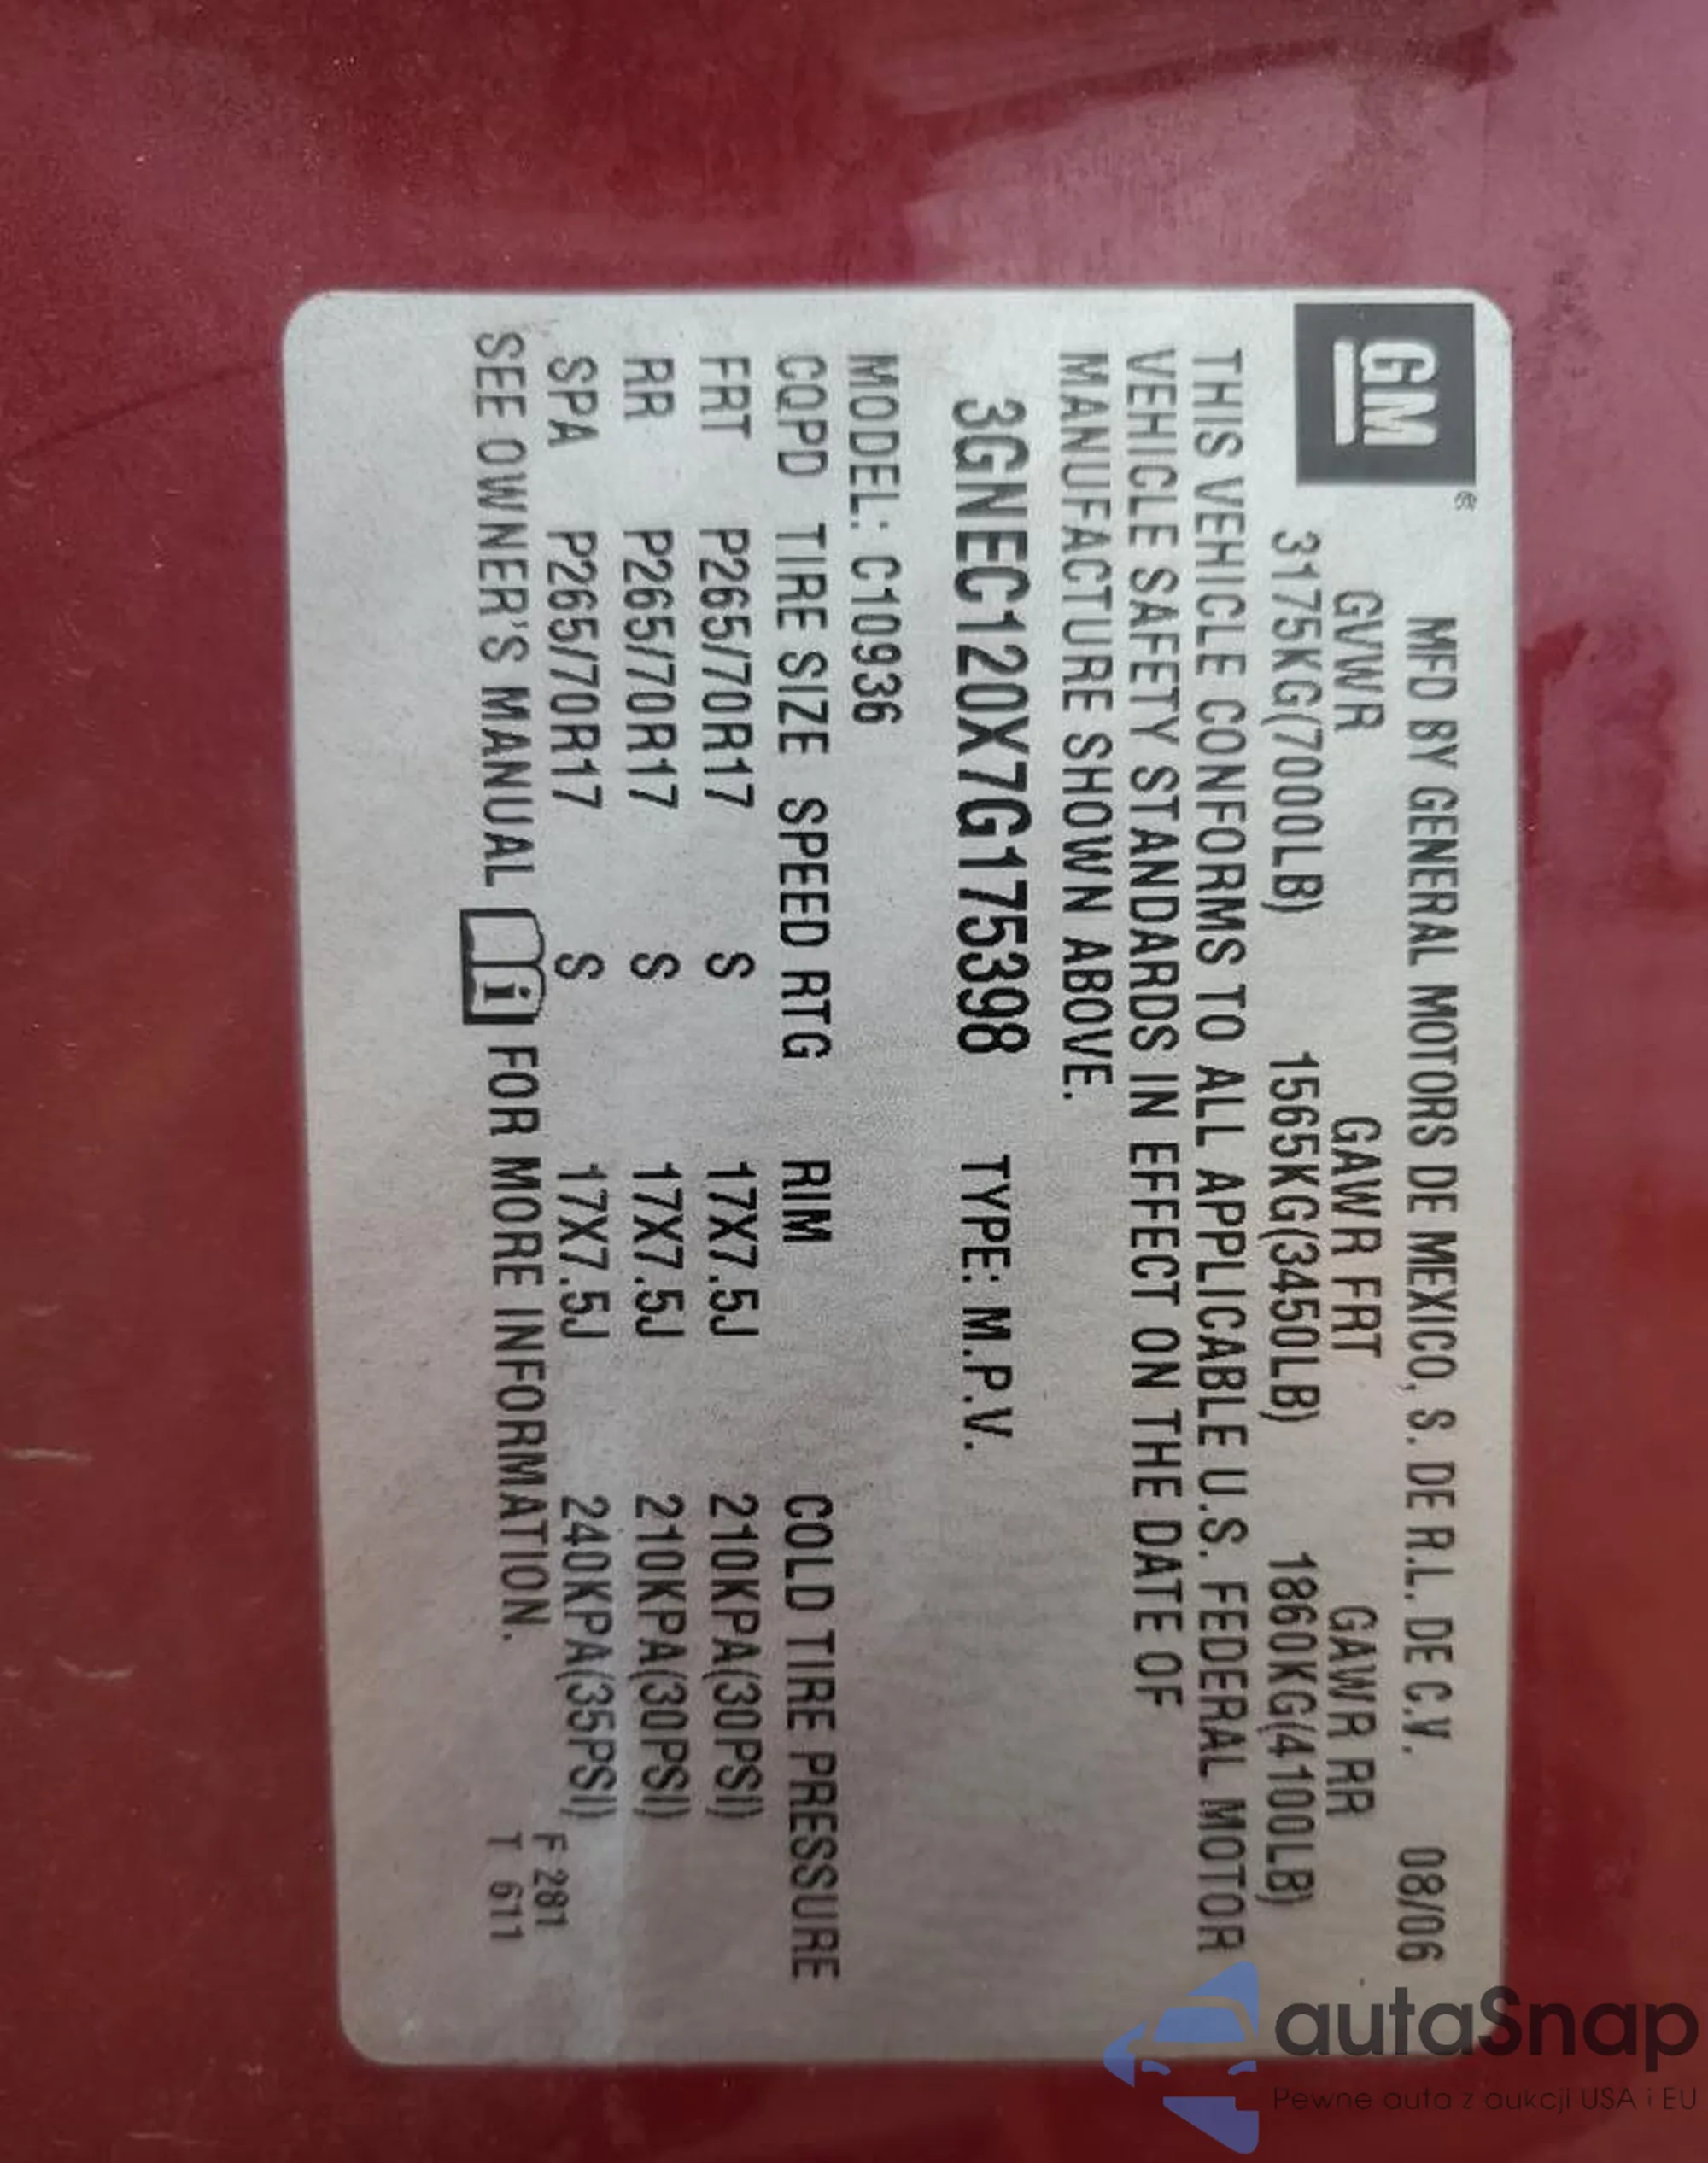 GM®
MFD BY GENERAL MOTORS DE MEXICO, S. DE R.L. DE C.V. 08/06
GVWR GAWR FRT GAWR RR
3175KG(7000LB) 1565KG(3450LB) 1860KG(4100LB)
THIS VEHICLE CONFORMS TO ALL APPLICABLE U.S. FEDERAL MOTOR
VEHICLE SAFETY STANDARDS IN EFFECT ON THE DATE OF
MANUFACTURE SHOWN ABOVE.
3GNEC120X7G175398 TYPE: M.P.V.
MODEL: C10936
CQPD TIRE SIZE SPEED RTG RIM COLD TIRE PRESSURE
FRT P265/70R17 S 17X7.5J 210KPA(30PSI)
RR P265/70R17 S 17X7.5J 210KPA(30PSI)
SPA P265/70R17 S 17X7.5J 240KPA(35PSI)
SEE OWNER'S MANUAL i FOR MORE INFORMATION.
F 281
T 611
autaSnap
Pewne auta z aukcji USA i EU